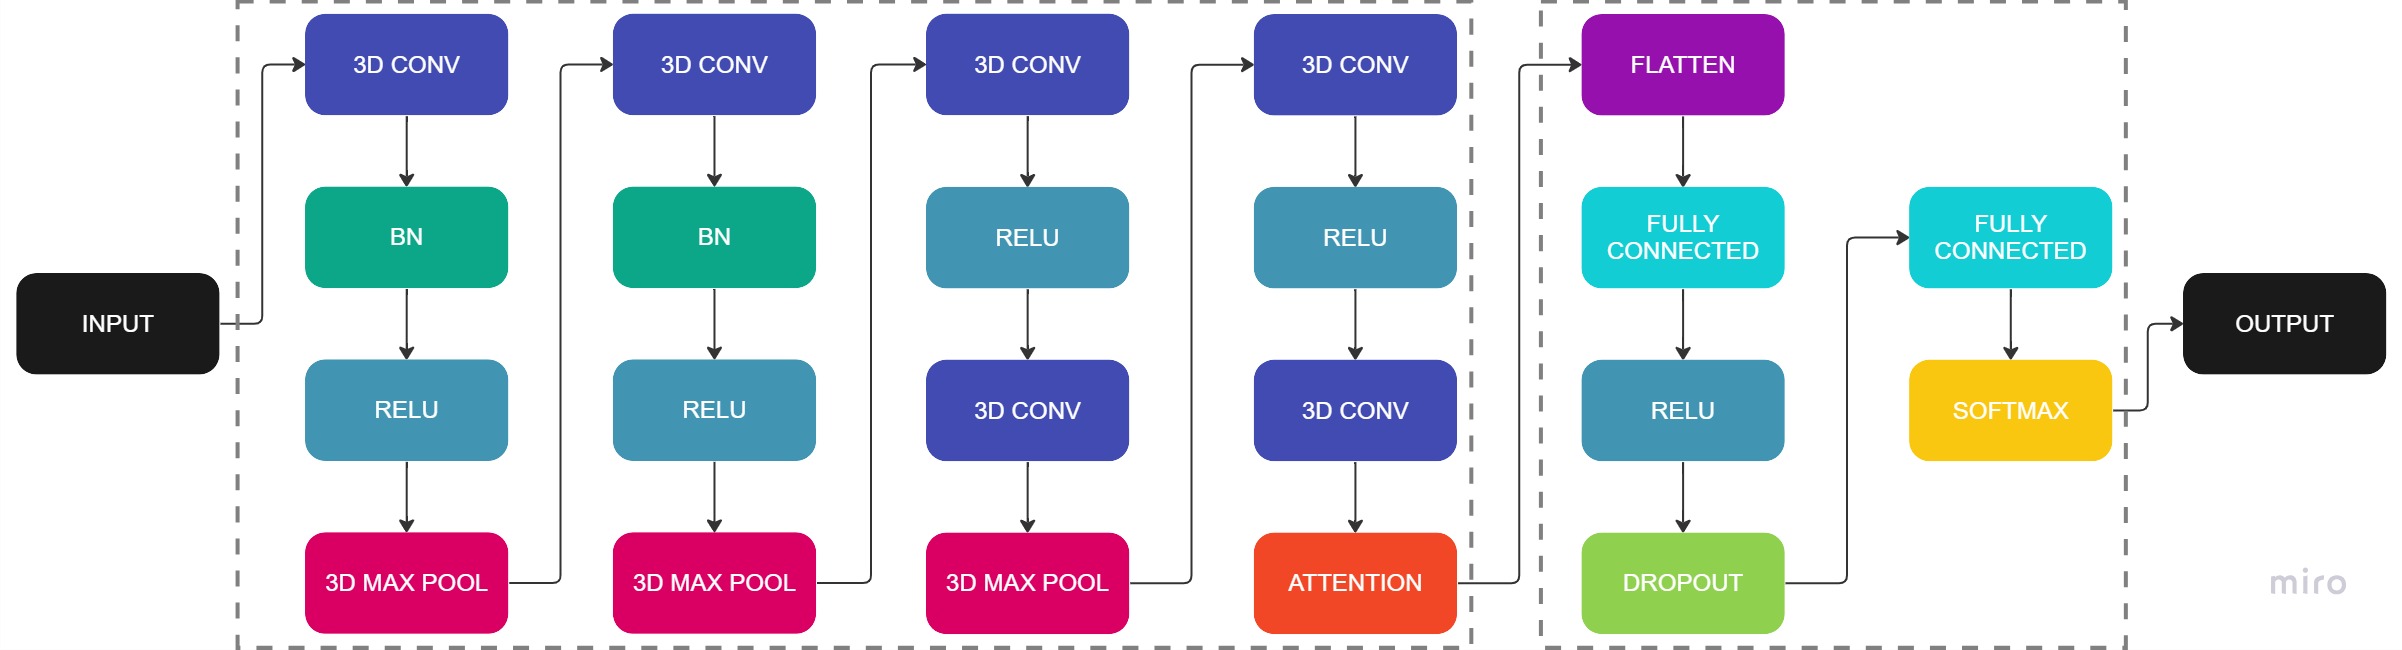 INPUT
3D CONV
BN
RELU
3D MAX POOL
3D CONV
BN
RELU
3D MAX POOL
3D CONV
RELU
3D CONV
3D MAX POOL
3D CONV
RELU
3D CONV
ATTENTION
FLATTEN
FULLY
CONNECTED
RELU
DROPOUT
FULLY
CONNECTED
SOFTMAX
OUTPUT
miro